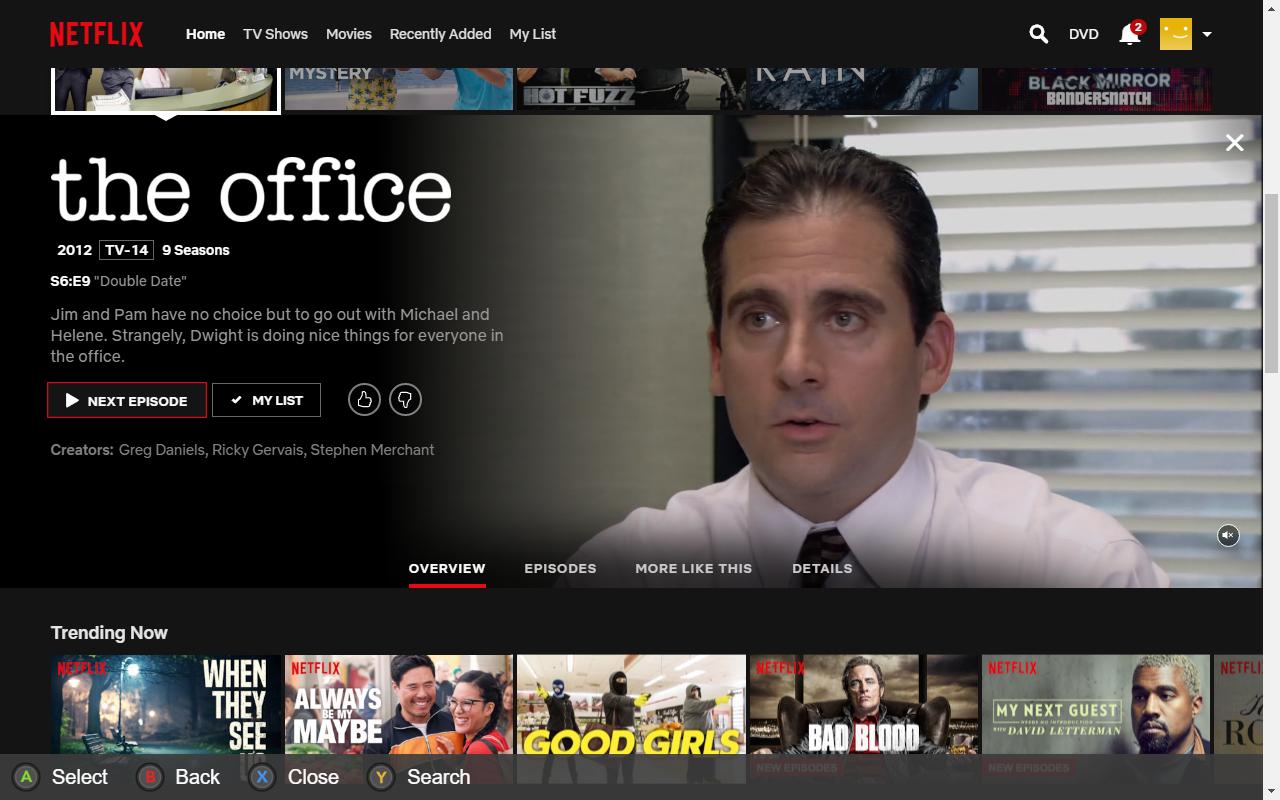 NETFLIX
Home TV Shows Movies Recently Added My List
DVD 2
MYSTERY
HOT FUZZ
BLACK MIRROR
BANDERSNATCH
the office
2012 TV-14 9 Seasons
S6:E9 "Double Date"
Jim and Pam have no choice but to go out with Michael and
Helene. Strangely, Dwight is doing nice things for everyone in
the office.
NEXT EPISODE MY LIST
Creators: Greg Daniels, Ricky Gervais, Stephen Merchant
OVERVIEW EPISODES MORE LIKE THIS DETAILS
Trending Now
NETFLIX
WHEN
THEY
SEE
NETFLIX
ALWAYS
BE MY
MAYBE
GOOD GIRLS
NETFLIX
BAD BLOOD
NEW EPISODES
NETFLIX
MY NEXT GUEST
NEEDS NO INTRODUCTION
WITH DAVID LETTERMAN
NEW EPISODES
A Select B Back X Close Y Search